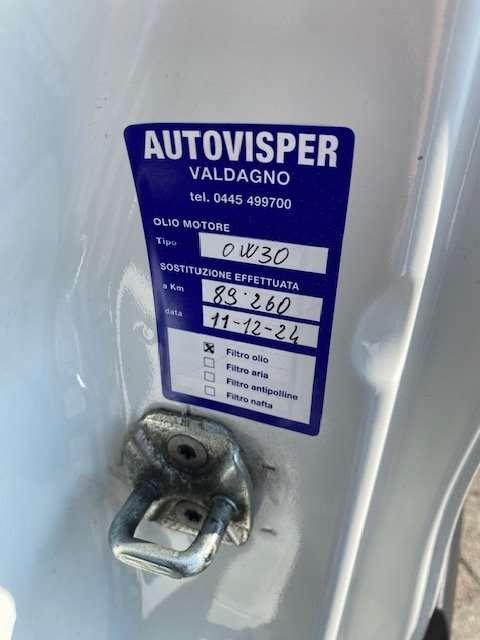 AUTOVISPER
VALDAGNO
tel. 0445 499700
OLIO MOTORE
Tipo 0W30
SOSTITUZIONE EFFETTUATA
a Km 89.260
data 11-12-24
Filtro olio
Filtro aria
Filtro antipolline
Filtro nafta